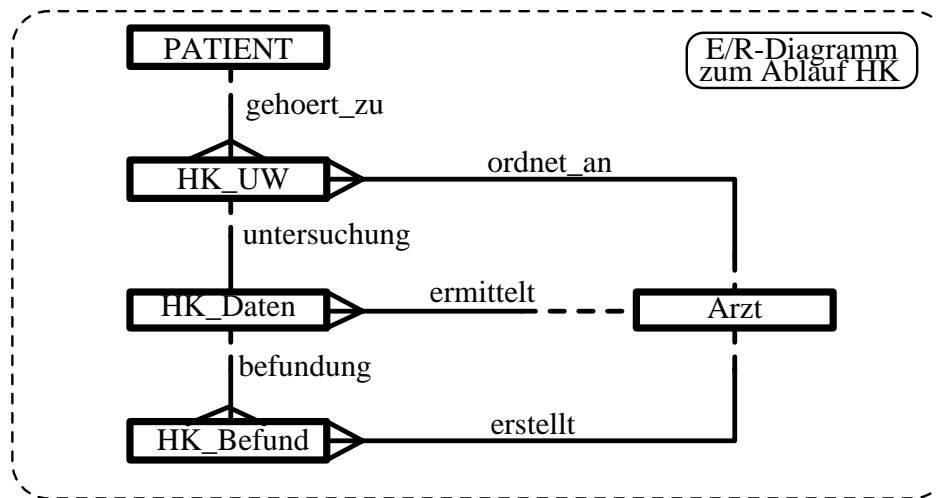 PATIENT
E/R-Diagramm
zum Ablauf HK
gehoert_zu
HK_UW
ordnet_an
untersuchung
HK_Daten
ermittelt
Arzt
befundung
HK_Befund
erstellt